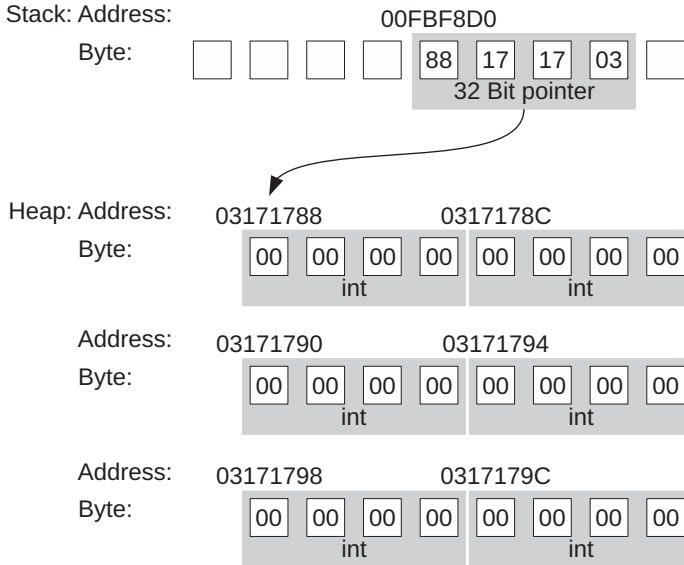 Stack: Address: 00FBF8D0
Byte: 88 17 17 03
32 Bit pointer
Heap: Address: 03171788 0317178C
Byte: 00 00 00 00 00 00 00 00
int int
Address: 03171790 03171794
Byte: 00 00 00 00 00 00 00 00
int int
Address: 03171798 0317179C
Byte: 00 00 00 00 00 00 00 00
int int